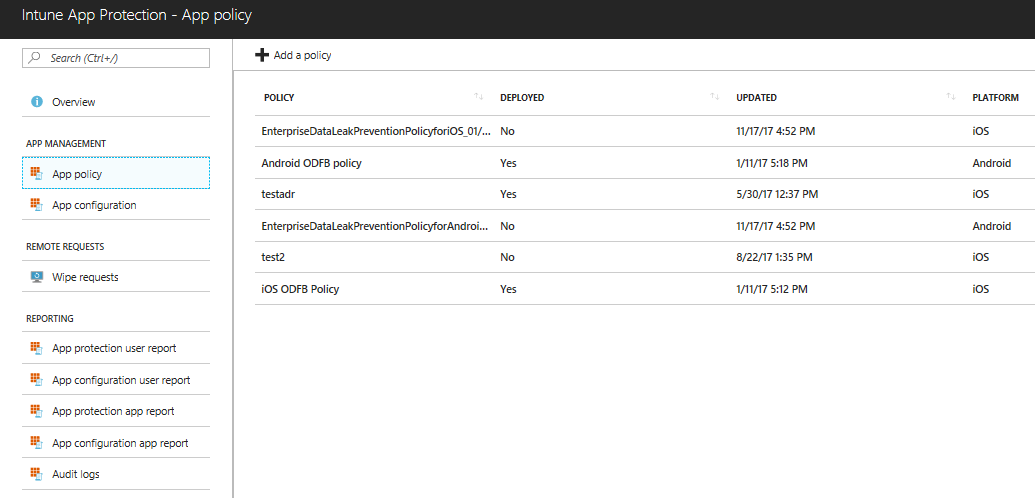 Intune App Protection - App policy
Search (Ctrl+/)
Overview
APP MANAGEMENT
App policy
App configuration
REMOTE REQUESTS
Wipe requests
REPORTING
App protection user report
App configuration user report
App protection app report
App configuration app report
Audit logs
Add a policy
POLICY DEPLOYED UPDATED PLATFORM
EnterpriseDataLeakPreventionPolicyforiOS_01/... No 11/17/17 4:52 PM iOS
Android ODFB policy Yes 1/11/17 5:18 PM Android
testadr Yes 5/30/17 12:37 PM iOS
EnterpriseDataLeakPreventionPolicyforAndroi... No 11/17/17 4:52 PM Android
test2 No 8/22/17 1:35 PM iOS
iOS ODFB Policy Yes 1/11/17 5:12 PM iOS